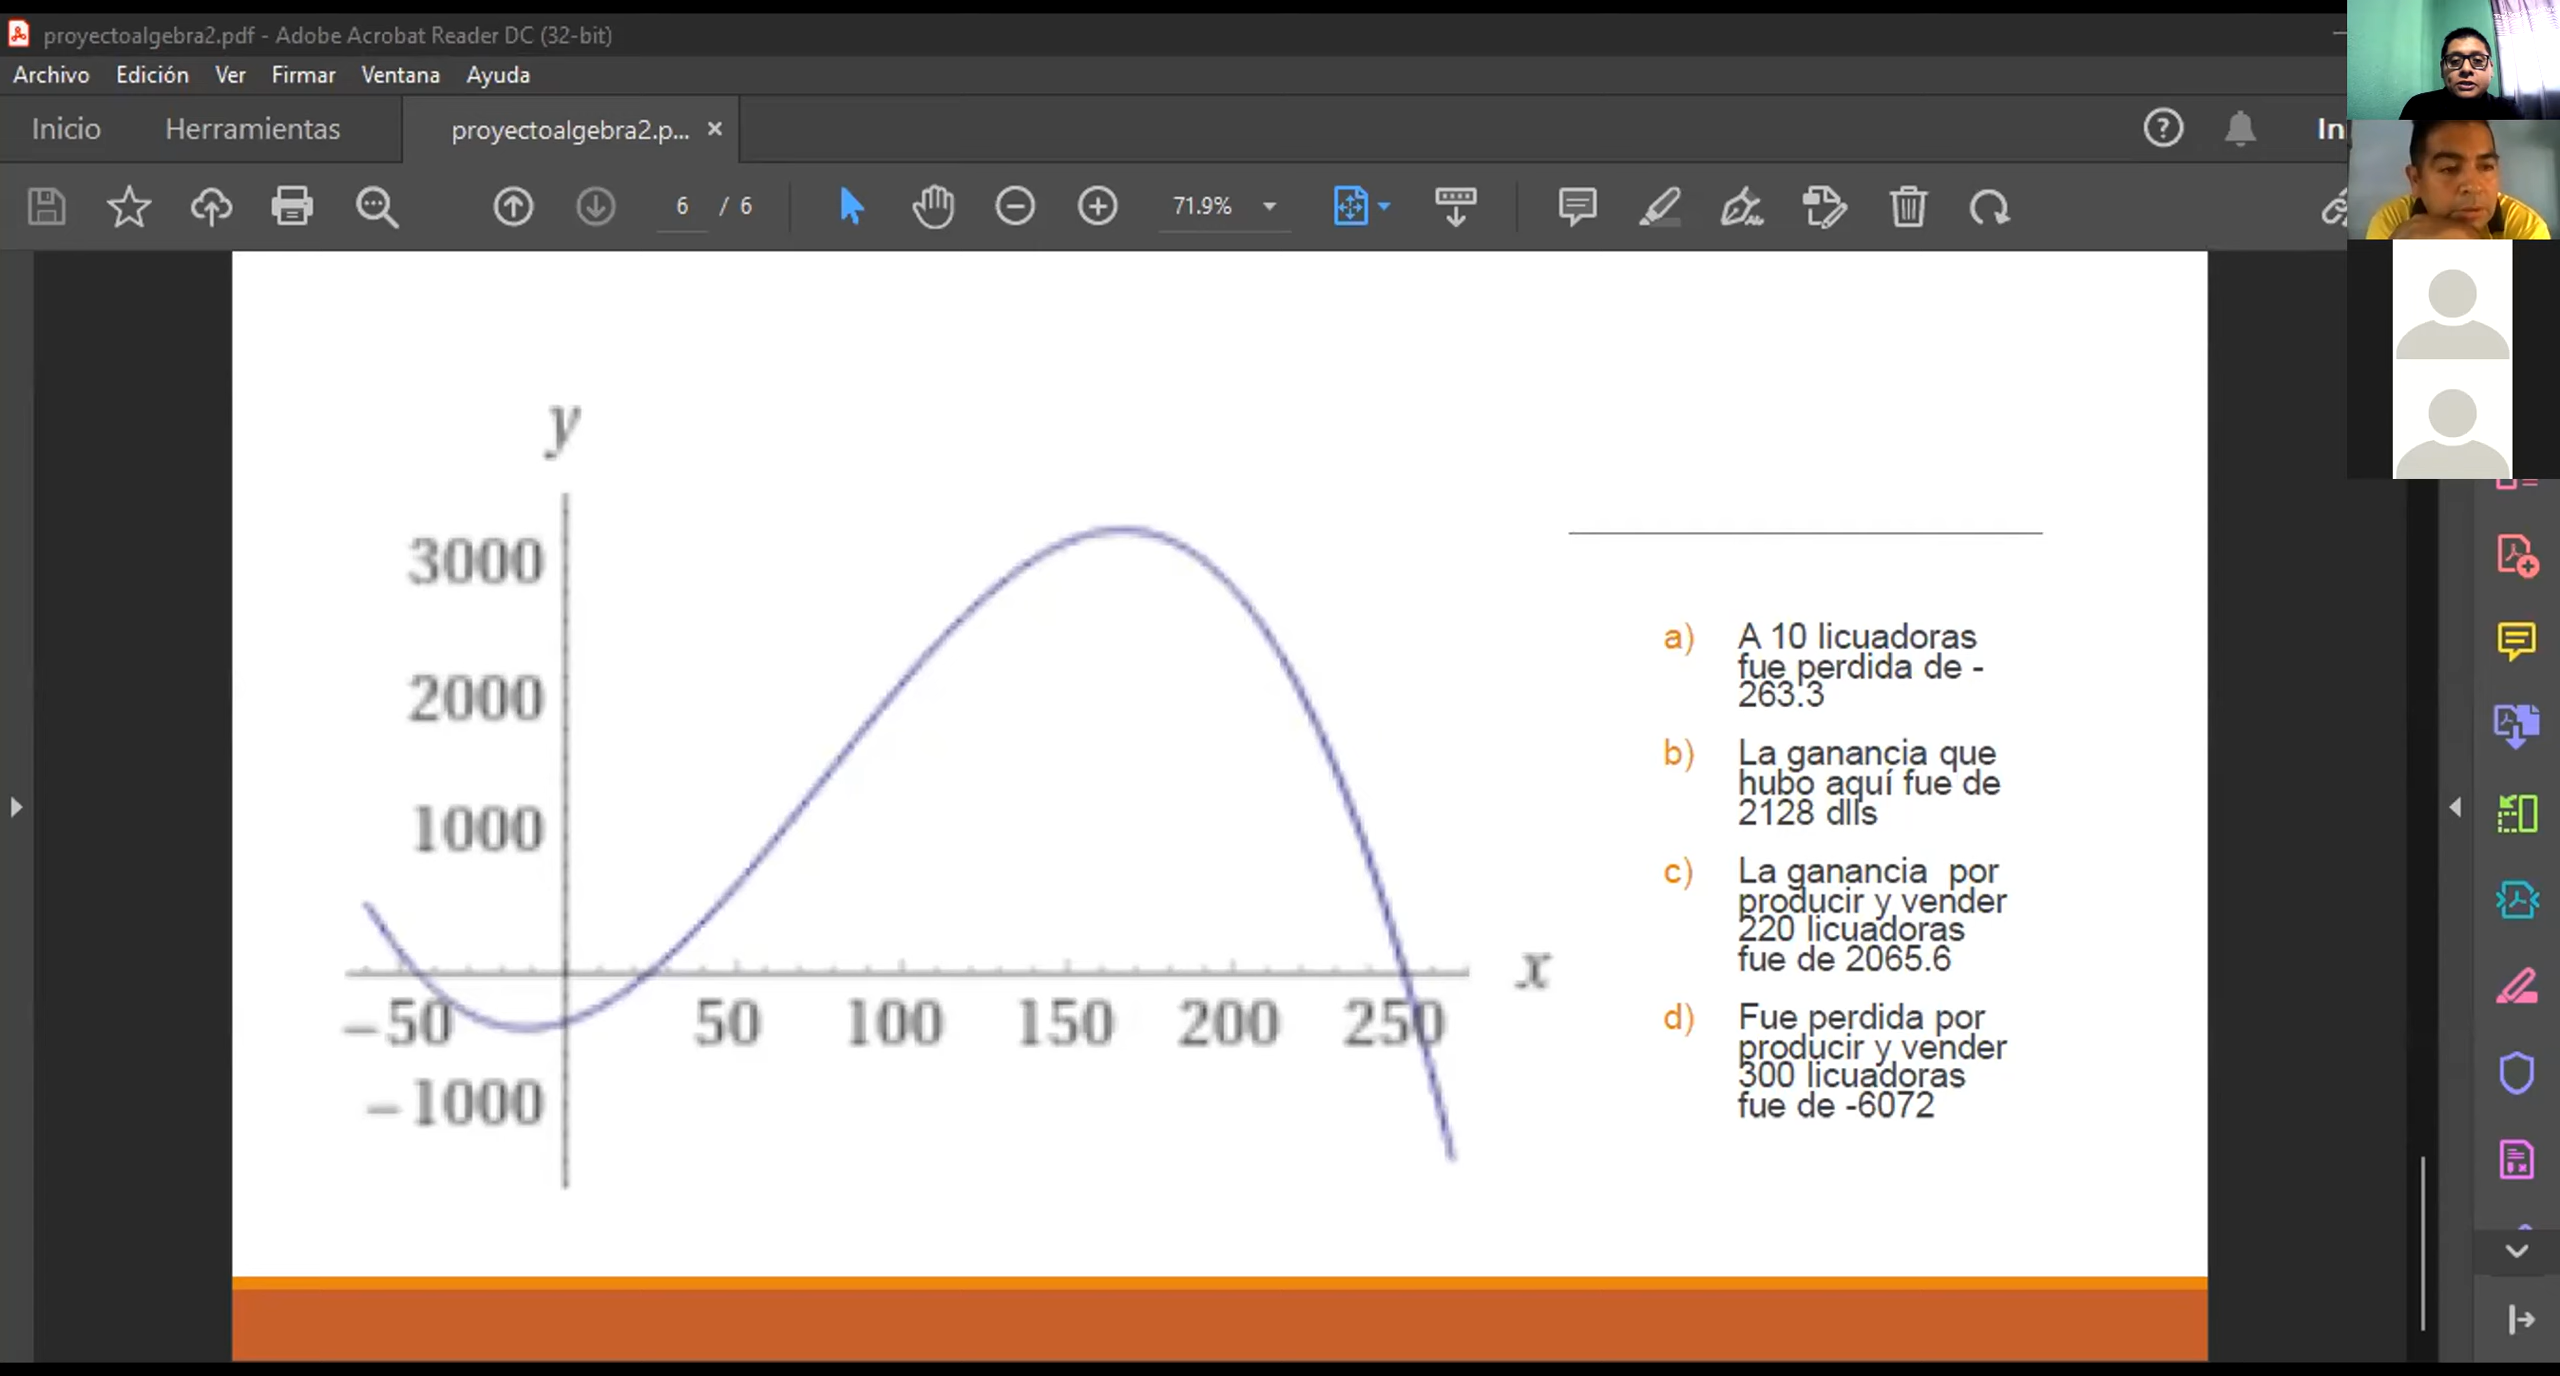 proyectoalgebra2.pdf - Adobe Acrobat Reader DC (32-bit)
Archivo Edición Ver Firmar Ventana Ayuda
Inicio Herramientas proyectoalgebra2.p... ×
In
6 / 6
71.9%
y
3000
2000
1000
−50 50 100 150 200 250
x
−1000
a) A 10 licuadoras
fue perdida de -
263.3
b) La ganancia que
hubo aquí fue de
2128 dlls
c) La ganancia por
producir y vender
220 licuadoras
fue de 2065.6
d) Fue perdida por
producir y vender
300 licuadoras
fue de -6072